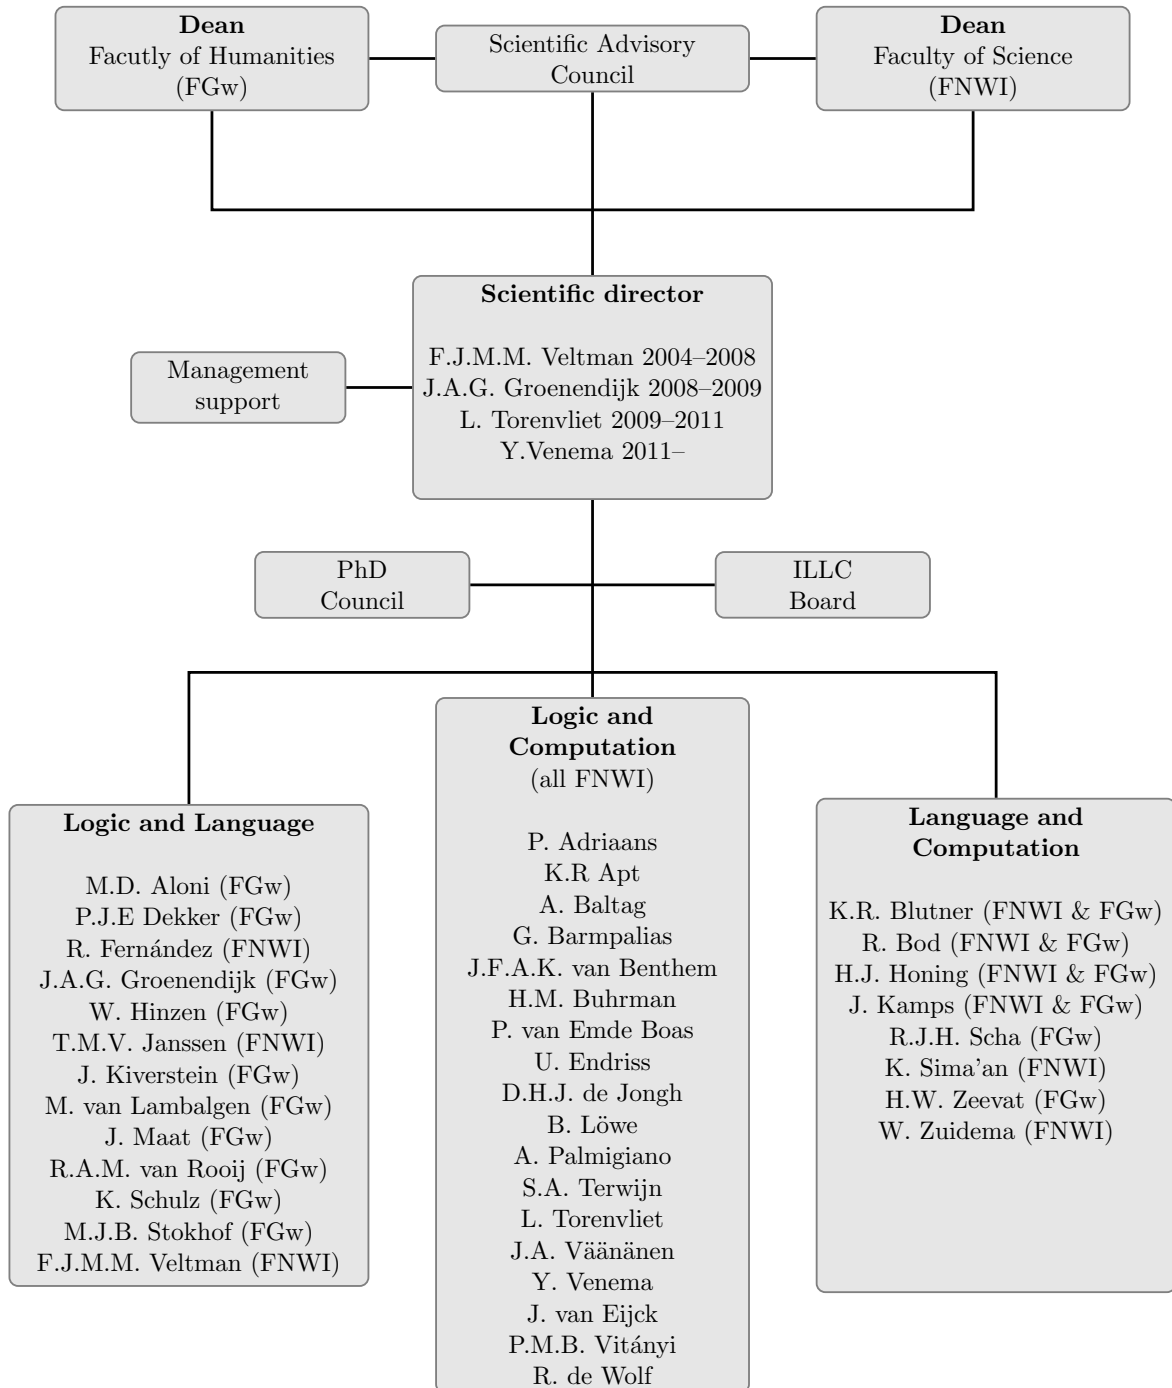 Dean
Facutly of Humanities
(FGw)
Scientific Advisory
Council
Dean
Faculty of Science
(FNWI)
Scientific director
F.J.M.M. Veltman 2004–2008
J.A.G. Groenendijk 2008–2009
L. Torenvliet 2009–2011
Y.Venema 2011–
Management
support
PhD
Council
ILLC
Board
Logic and Language
M.D. Aloni (FGw)
P.J.E Dekker (FGw)
R. Fernández (FNWI)
J.A.G. Groenendijk (FGw)
W. Hinzen (FGw)
T.M.V. Janssen (FNWI)
J. Kiverstein (FGw)
M. van Lambalgen (FGw)
J. Maat (FGw)
R.A.M. van Rooij (FGw)
K. Schulz (FGw)
M.J.B. Stokhof (FGw)
F.J.M.M. Veltman (FNWI)
Logic and
Computation
(all FNWI)
P. Adriaans
K.R Apt
A. Baltag
G. Barmpalias
J.F.A.K. van Benthem
H.M. Buhrman
P. van Emde Boas
U. Endriss
D.H.J. de Jongh
B. Löwe
A. Palmigiano
S.A. Terwijn
L. Torenvliet
J.A. Väänänen
Y. Venema
J. van Eijck
P.M.B. Vitányi
R. de Wolf
Language and
Computation
K.R. Blutner (FNWI & FGw)
R. Bod (FNWI & FGw)
H.J. Honing (FNWI & FGw)
J. Kamps (FNWI & FGw)
R.J.H. Scha (FGw)
K. Sima'an (FNWI)
H.W. Zeevat (FGw)
W. Zuidema (FNWI)